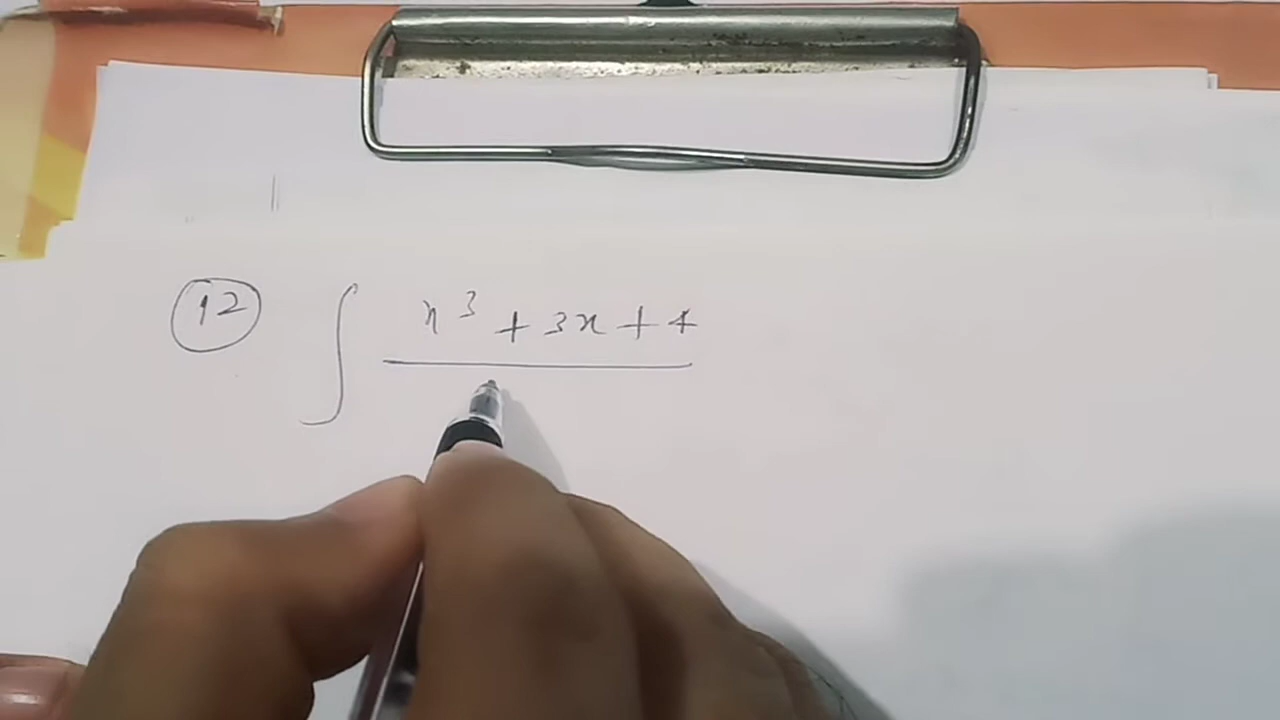 12 ∫ x³ + 3x + 4